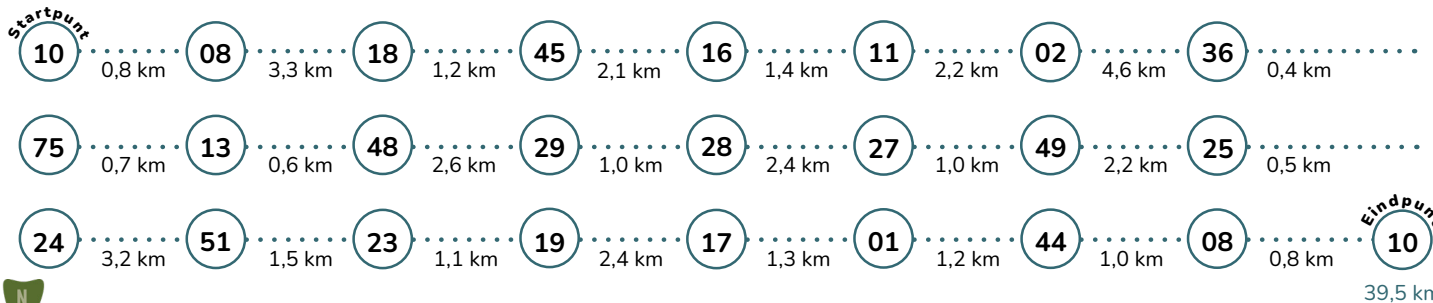 Startpunt
10 08 18 45 16 11 02 36
0,8 km 3,3 km 1,2 km 2,1 km 1,4 km 2,2 km 4,6 km 0,4 km
75 13 48 29 28 27 49 25
0,7 km 0,6 km 2,6 km 1,0 km 2,4 km 1,0 km 2,2 km 0,5 km
Eindpun
24 51 23 19 17 01 44 08 10
3,2 km 1,5 km 1,1 km 2,4 km 1,3 km 1,2 km 1,0 km 0,8 km
N
39,5 km